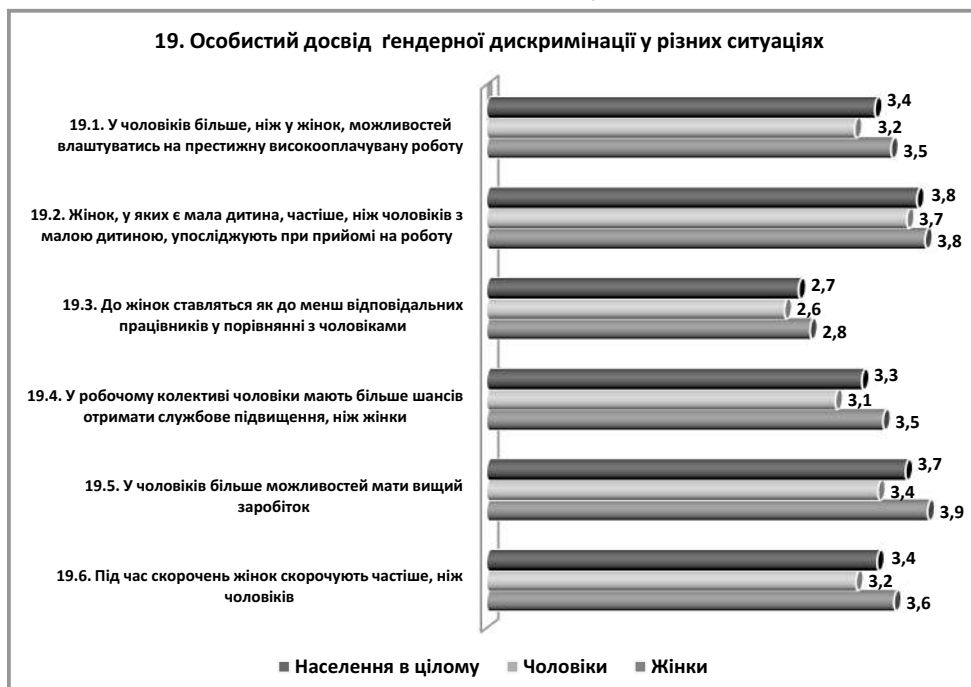 19. Особистий досвід ґендерної дискримінації у різних ситуаціях
19.1. У чоловіків більше, ніж у жінок, можливостей
влаштуватись на престижну високооплачувану роботу
3,4
3,2
3,5
19.2. Жінок, у яких є мала дитина, частіше, ніж чоловіків з
малою дитиною, упосліджують при прийомі на роботу
3,8
3,7
3,8
19.3. До жінок ставляться як до менш відповідальних
працівників у порівнянні з чоловіками
2,7
2,6
2,8
19.4. У робочому колективі чоловіки мають більше шансів
отримати службове підвищення, ніж жінки
3,3
3,1
3,5
19.5. У чоловіків більше можливостей мати вищий
заробіток
3,7
3,4
3,9
19.6. Під час скорочень жінок скорочують частіше, ніж
чоловіків
3,4
3,2
3,6
Населення в цілому Чоловіки Жінки